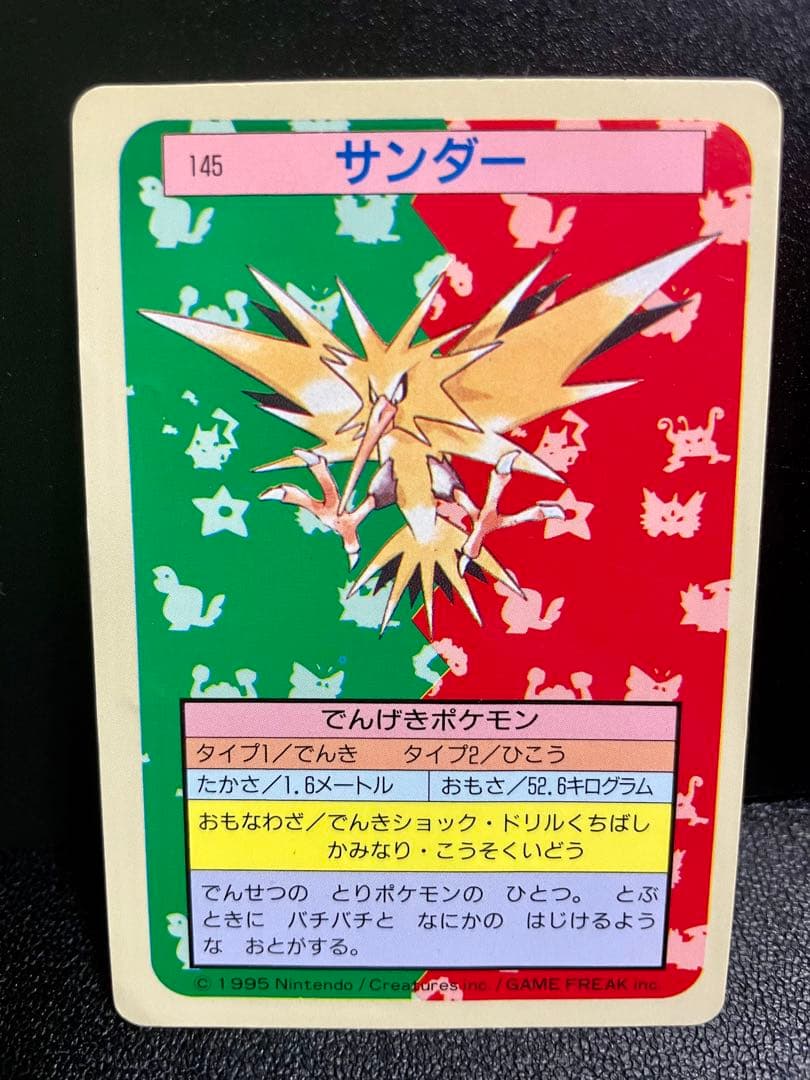 145 サンダー
でんげきポケモン
タイプ1/でんき タイプ2/ひこう
たかさ/1.6メートル おもさ/52.6キログラム
おもなわざ/でんきショック・ドリルくちばし
かみなり・こうそくいどう
でんせつの とりポケモンの ひとつ。 とぶ
ときに バチバチと なにかの はじけるよう
な おとがする。
© 1995 Nintendo / Creatures inc. / GAME FREAK inc.